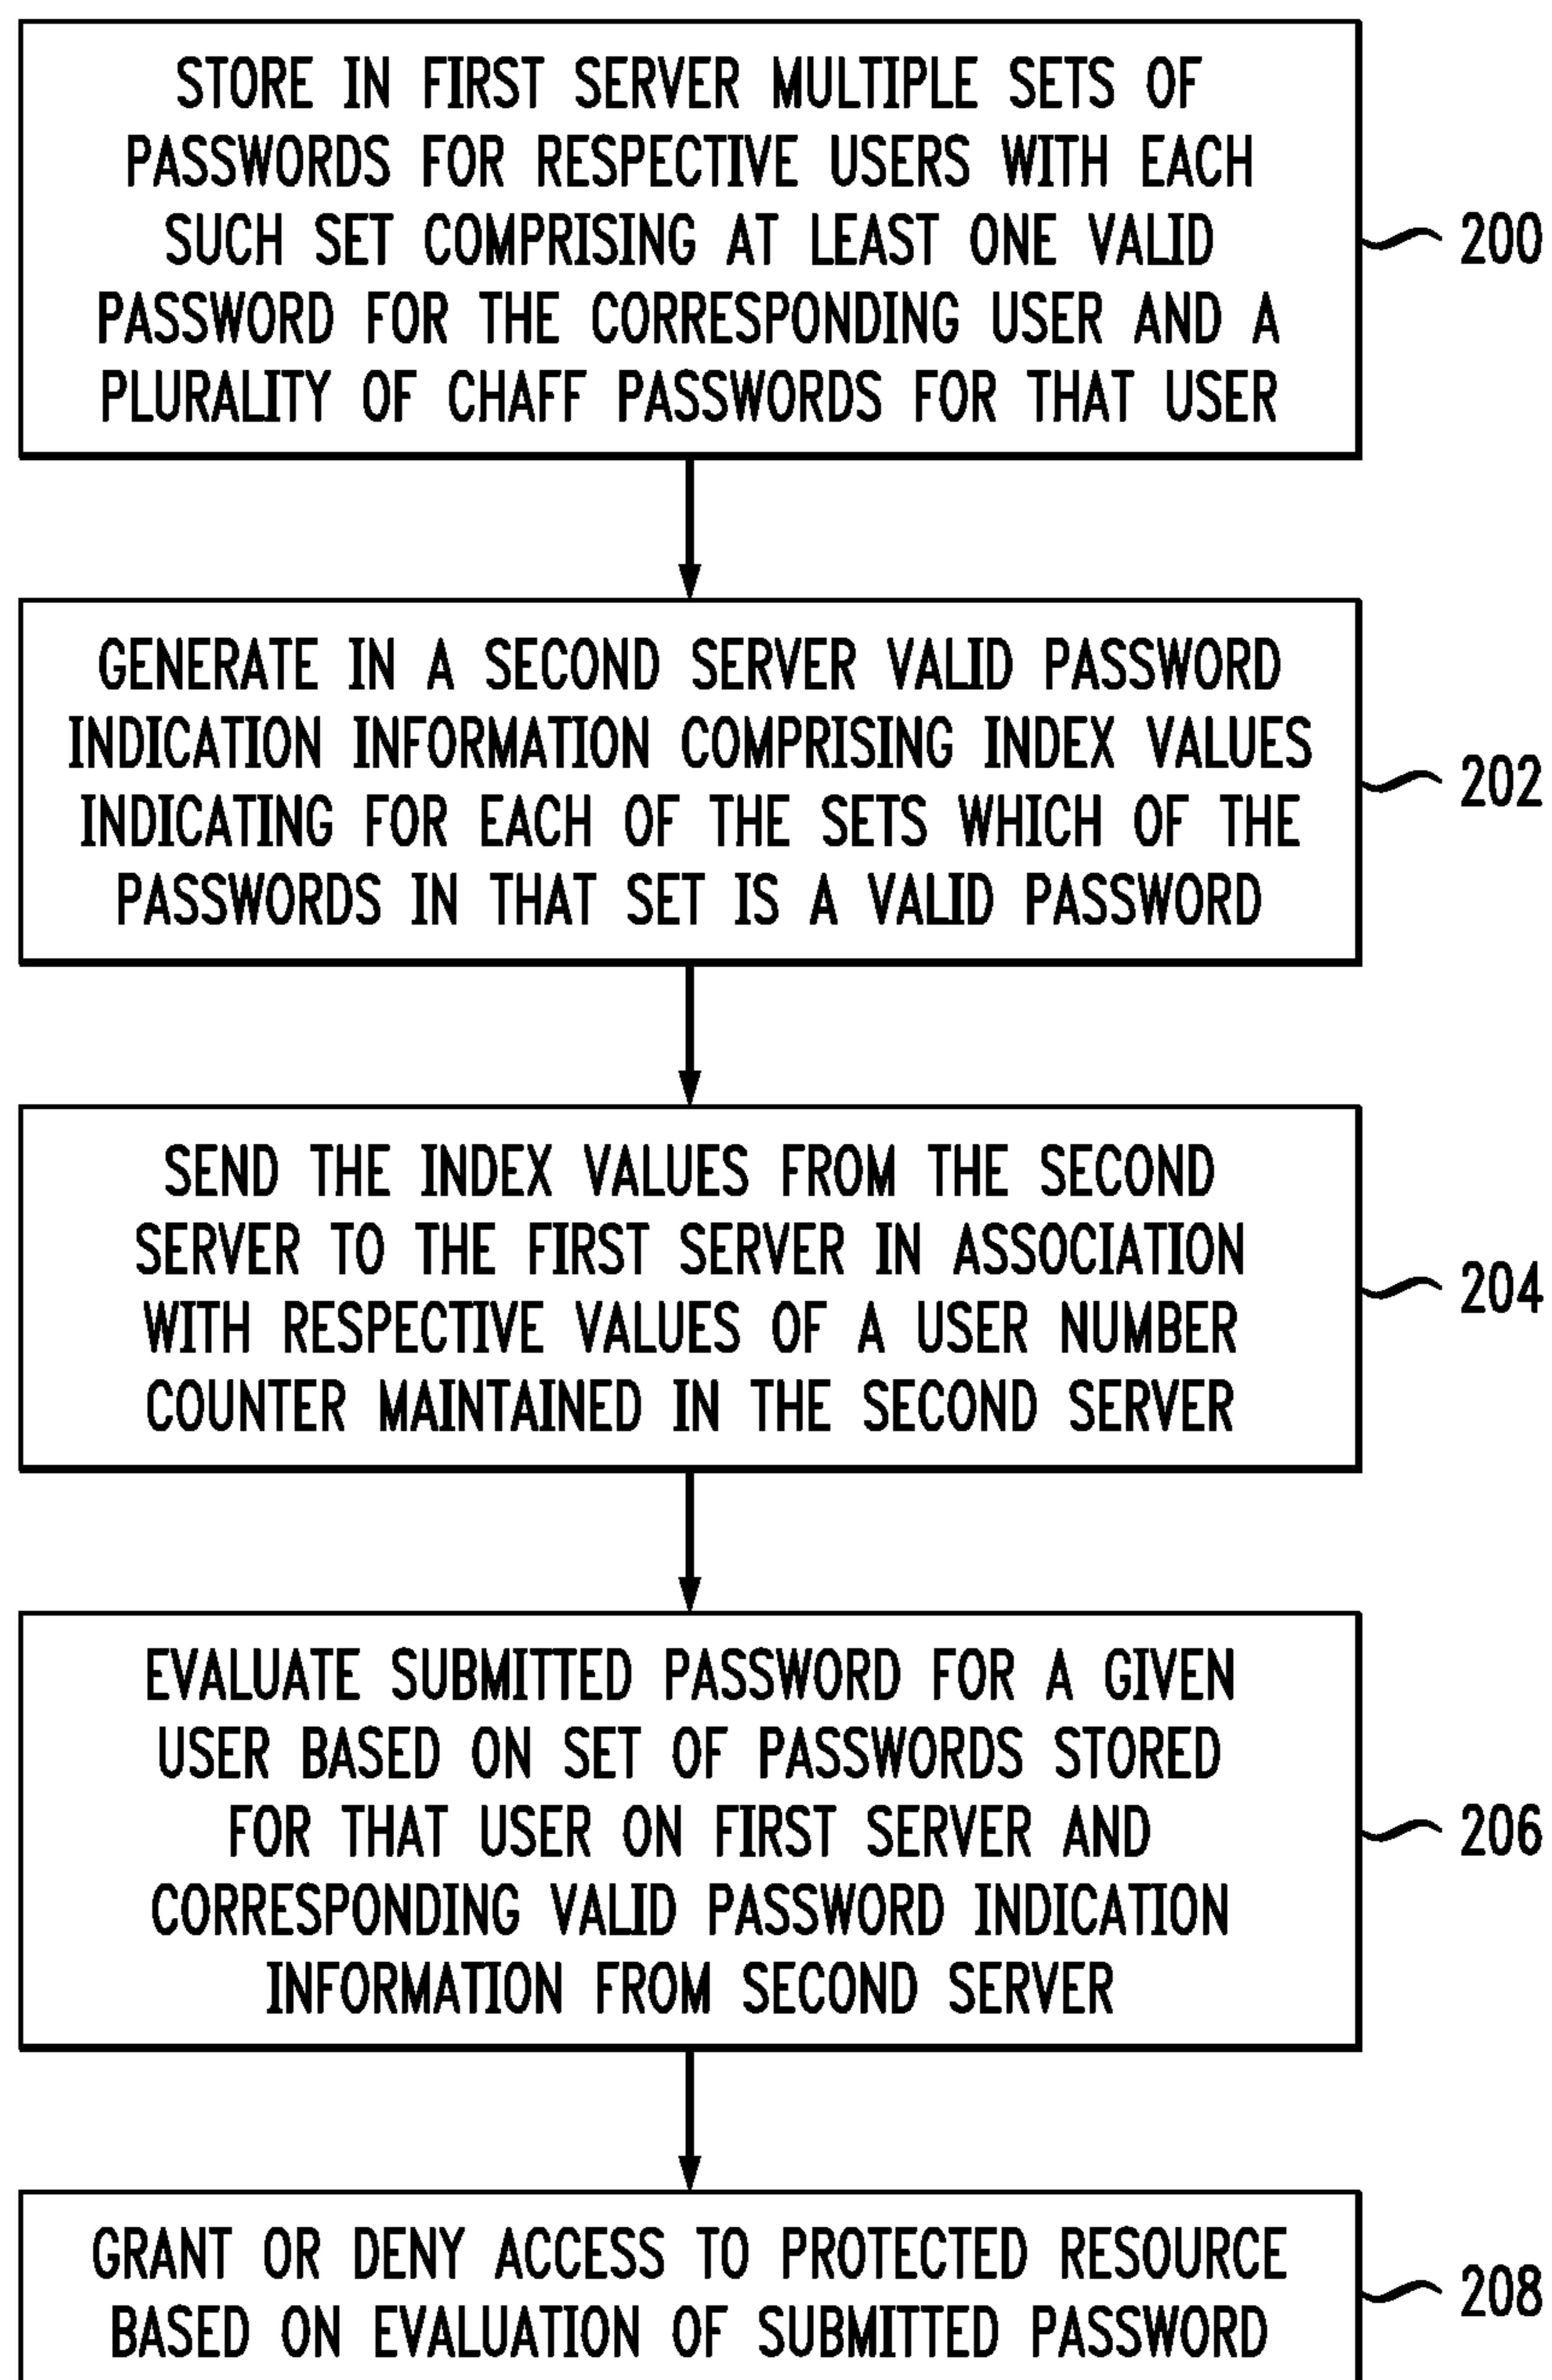 STORE IN FIRST SERVER MULTIPLE SETS OF
PASSWORDS FOR RESPECTIVE USERS WITH EACH
SUCH SET COMPRISING AT LEAST ONE VALID
PASSWORD FOR THE CORRESPONDING USER AND A
PLURALITY OF CHAFF PASSWORDS FOR THAT USER
200
GENERATE IN A SECOND SERVER VALID PASSWORD
INDICATION INFORMATION COMPRISING INDEX VALUES
INDICATING FOR EACH OF THE SETS WHICH OF THE
PASSWORDS IN THAT SET IS A VALID PASSWORD
202
SEND THE INDEX VALUES FROM THE SECOND
SERVER TO THE FIRST SERVER IN ASSOCIATION
WITH RESPECTIVE VALUES OF A USER NUMBER
COUNTER MAINTAINED IN THE SECOND SERVER
204
EVALUATE SUBMITTED PASSWORD FOR A GIVEN
USER BASED ON SET OF PASSWORDS STORED
FOR THAT USER ON FIRST SERVER AND
CORRESPONDING VALID PASSWORD INDICATION
INFORMATION FROM SECOND SERVER
206
GRANT OR DENY ACCESS TO PROTECTED RESOURCE
BASED ON EVALUATION OF SUBMITTED PASSWORD
208